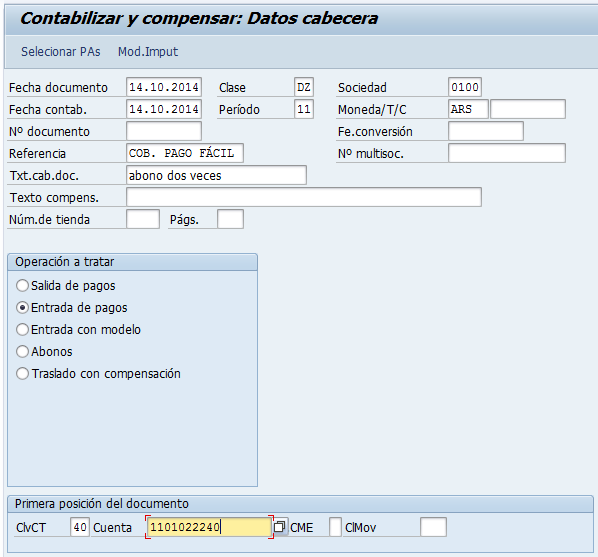 Contabilizar y compensar: Datos cabecera
Selecionar PAs Mod.Imput
Fecha documento 14.10.2014 Clase DZ Sociedad 0100
Fecha contab. 14.10.2014 Período 11 Moneda/T/C ARS
Nº documento Fe.conversión
Referencia COB. PAGO FÁCIL Nº multisoc.
Txt.cab.doc. abono dos veces
Texto compens.
Núm.de tienda Págs.
Operación a tratar
Salida de pagos
Entrada de pagos
Entrada con modelo
Abonos
Traslado con compensación
Primera posición del documento
ClvCT 40 Cuenta 1101022240 CME ClMov